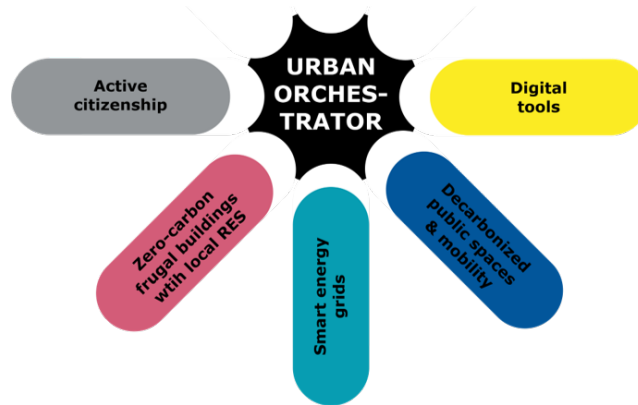 URBAN
ORCHES-
TRATOR
Active
citizenship
Digital
tools
Zero-carbon
frugal buildings
wtih local RES
Smart energy
grids
Decarbonized
public spaces
& mobility